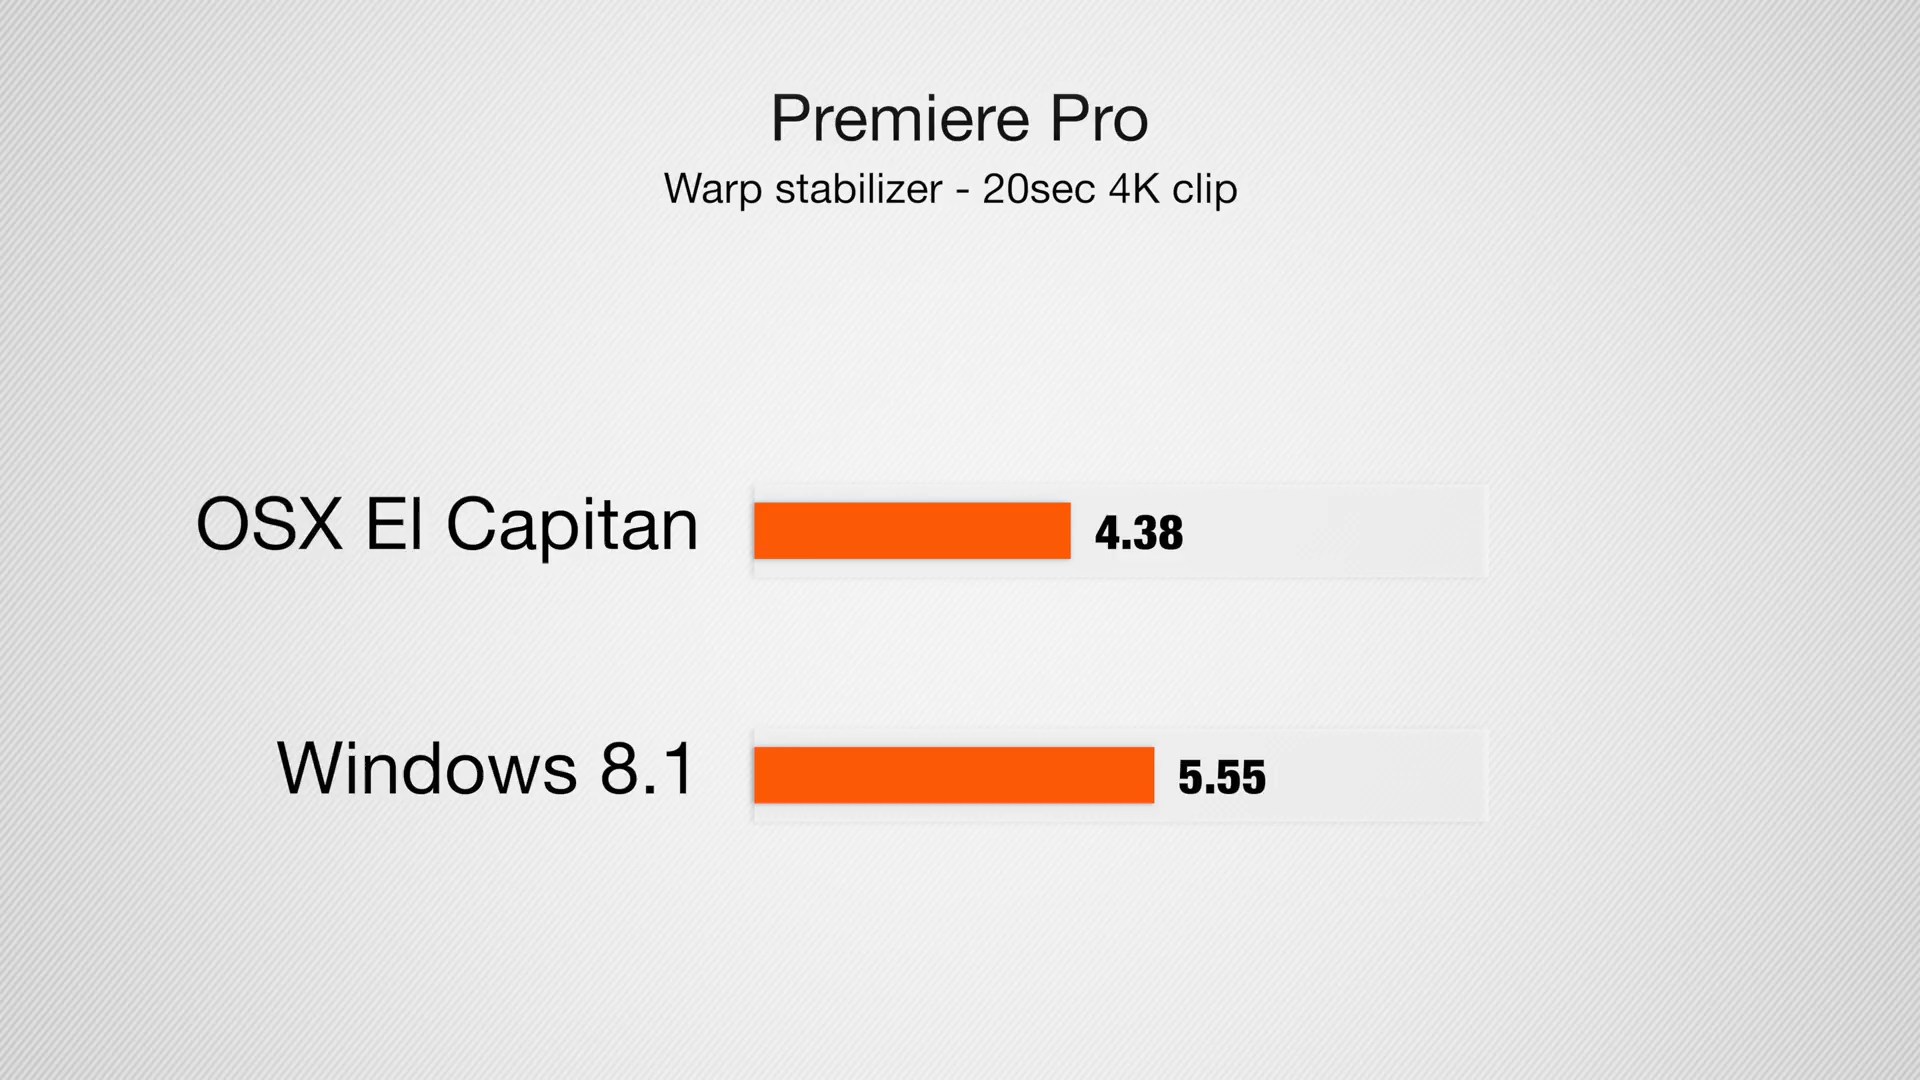 Premiere Pro
Warp stabilizer - 20sec 4K clip
OSX El Capitan 4.38
Windows 8.1 5.55